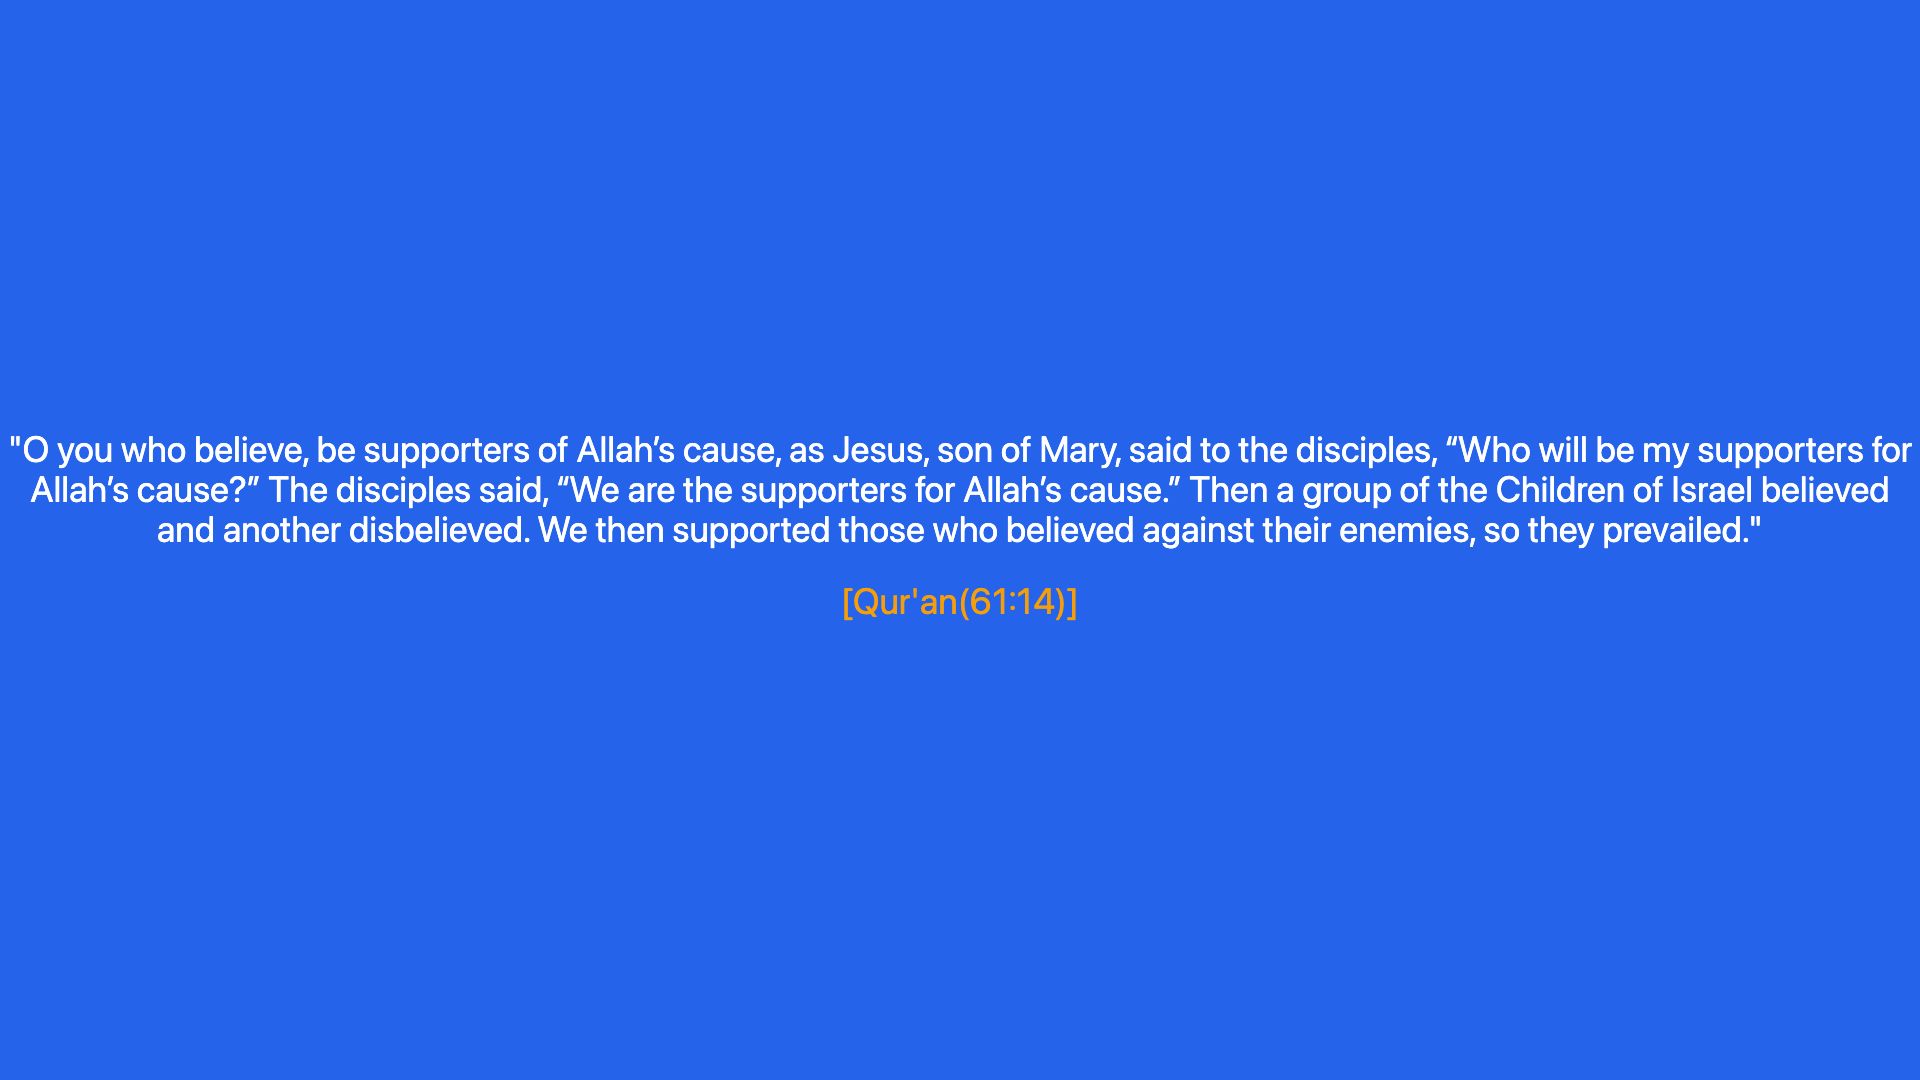 "O you who believe, be supporters of Allah’s cause, as Jesus, son of Mary, said to the disciples, “Who will be my supporters for
Allah’s cause?” The disciples said, “We are the supporters for Allah’s cause.” Then a group of the Children of Israel believed
and another disbelieved. We then supported those who believed against their enemies, so they prevailed."
[Qur'an(61:14)]